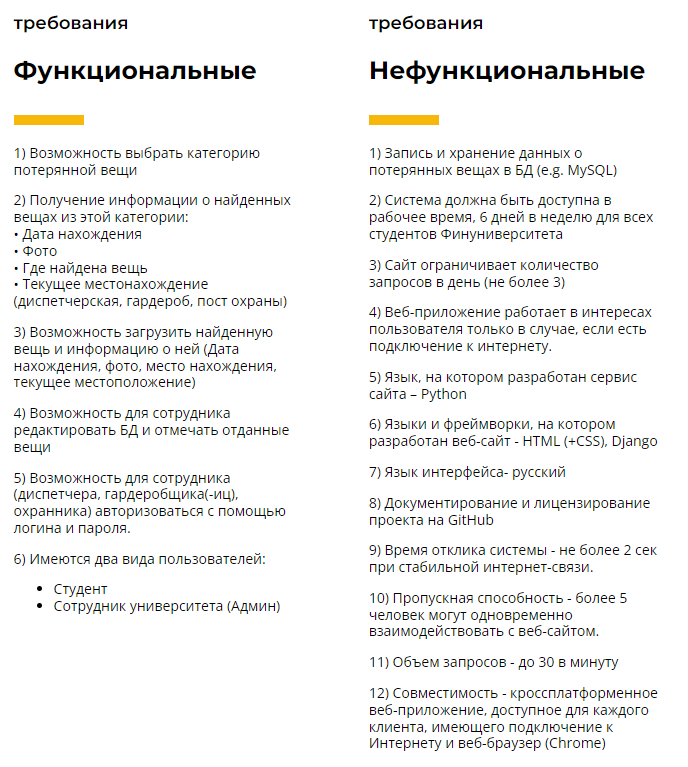 требования
Функциональные
1) Возможность выбрать категорию
потерянной вещи
2) Получение информации о найденных
вещах из этой категории:
• Дата нахождения
• Фото
• Где найдена вещь
• Текущее местонахождение
(диспетчерская, гардероб, пост охраны)
3) Возможность загрузить найденную
вещь и информацию о ней (Дата
нахождения, фото, место нахождения,
текущее местоположение)
4) Возможность для сотрудника
редактировать БД и отмечать отданные
вещи
5) Возможность для сотрудника
(диспетчера, гардеробщика(-иц),
охранника) авторизоваться с помощью
логина и пароля.
6) Имеются два вида пользователей:
• Студент
• Сотрудник университета (Админ)
требования
Нефункциональные
1) Запись и хранение данных о
потерянных вещах в БД (e.g. MySQL)
2) Система должна быть доступна в
рабочее время, 6 дней в неделю для всех
студентов Финуниверситета
3) Сайт ограничивает количество
запросов в день (не более 3)
4) Веб-приложение работает в интересах
пользователя только в случае, если есть
подключение к интернету.
5) Язык, на котором разработан сервис
сайта – Python
6) Языки и фреймворки, на котором
разработан веб-сайт - HTML (+CSS), Django
7) Язык интерфейса- русский
8) Документирование и лицензирование
проекта на GitHub
9) Время отклика системы - не более 2 сек
при стабильной интернет-связи.
10) Пропускная способность - более 5
человек могут одновременно
взаимодействовать с веб-сайтом.
11) Объем запросов - до 30 в минуту
12) Совместимость - кроссплатформенное
веб-приложение, доступное для каждого
клиента, имеющего подключение к
Интернету и веб-браузер (Chrome)